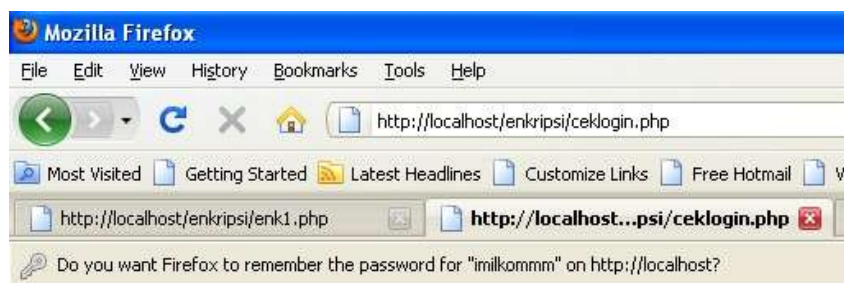 Mozilla Firefox
File Edit View History Bookmarks Tools Help
http://localhost/enkripsi/ceklogin.php
Most Visited Getting Started Latest Headlines Customize Links Free Hotmail
http://localhost/enkripsi/enk1.php http://localhost...psi/ceklogin.php
Do you want Firefox to remember the password for "imilkommm" on http://localhost?